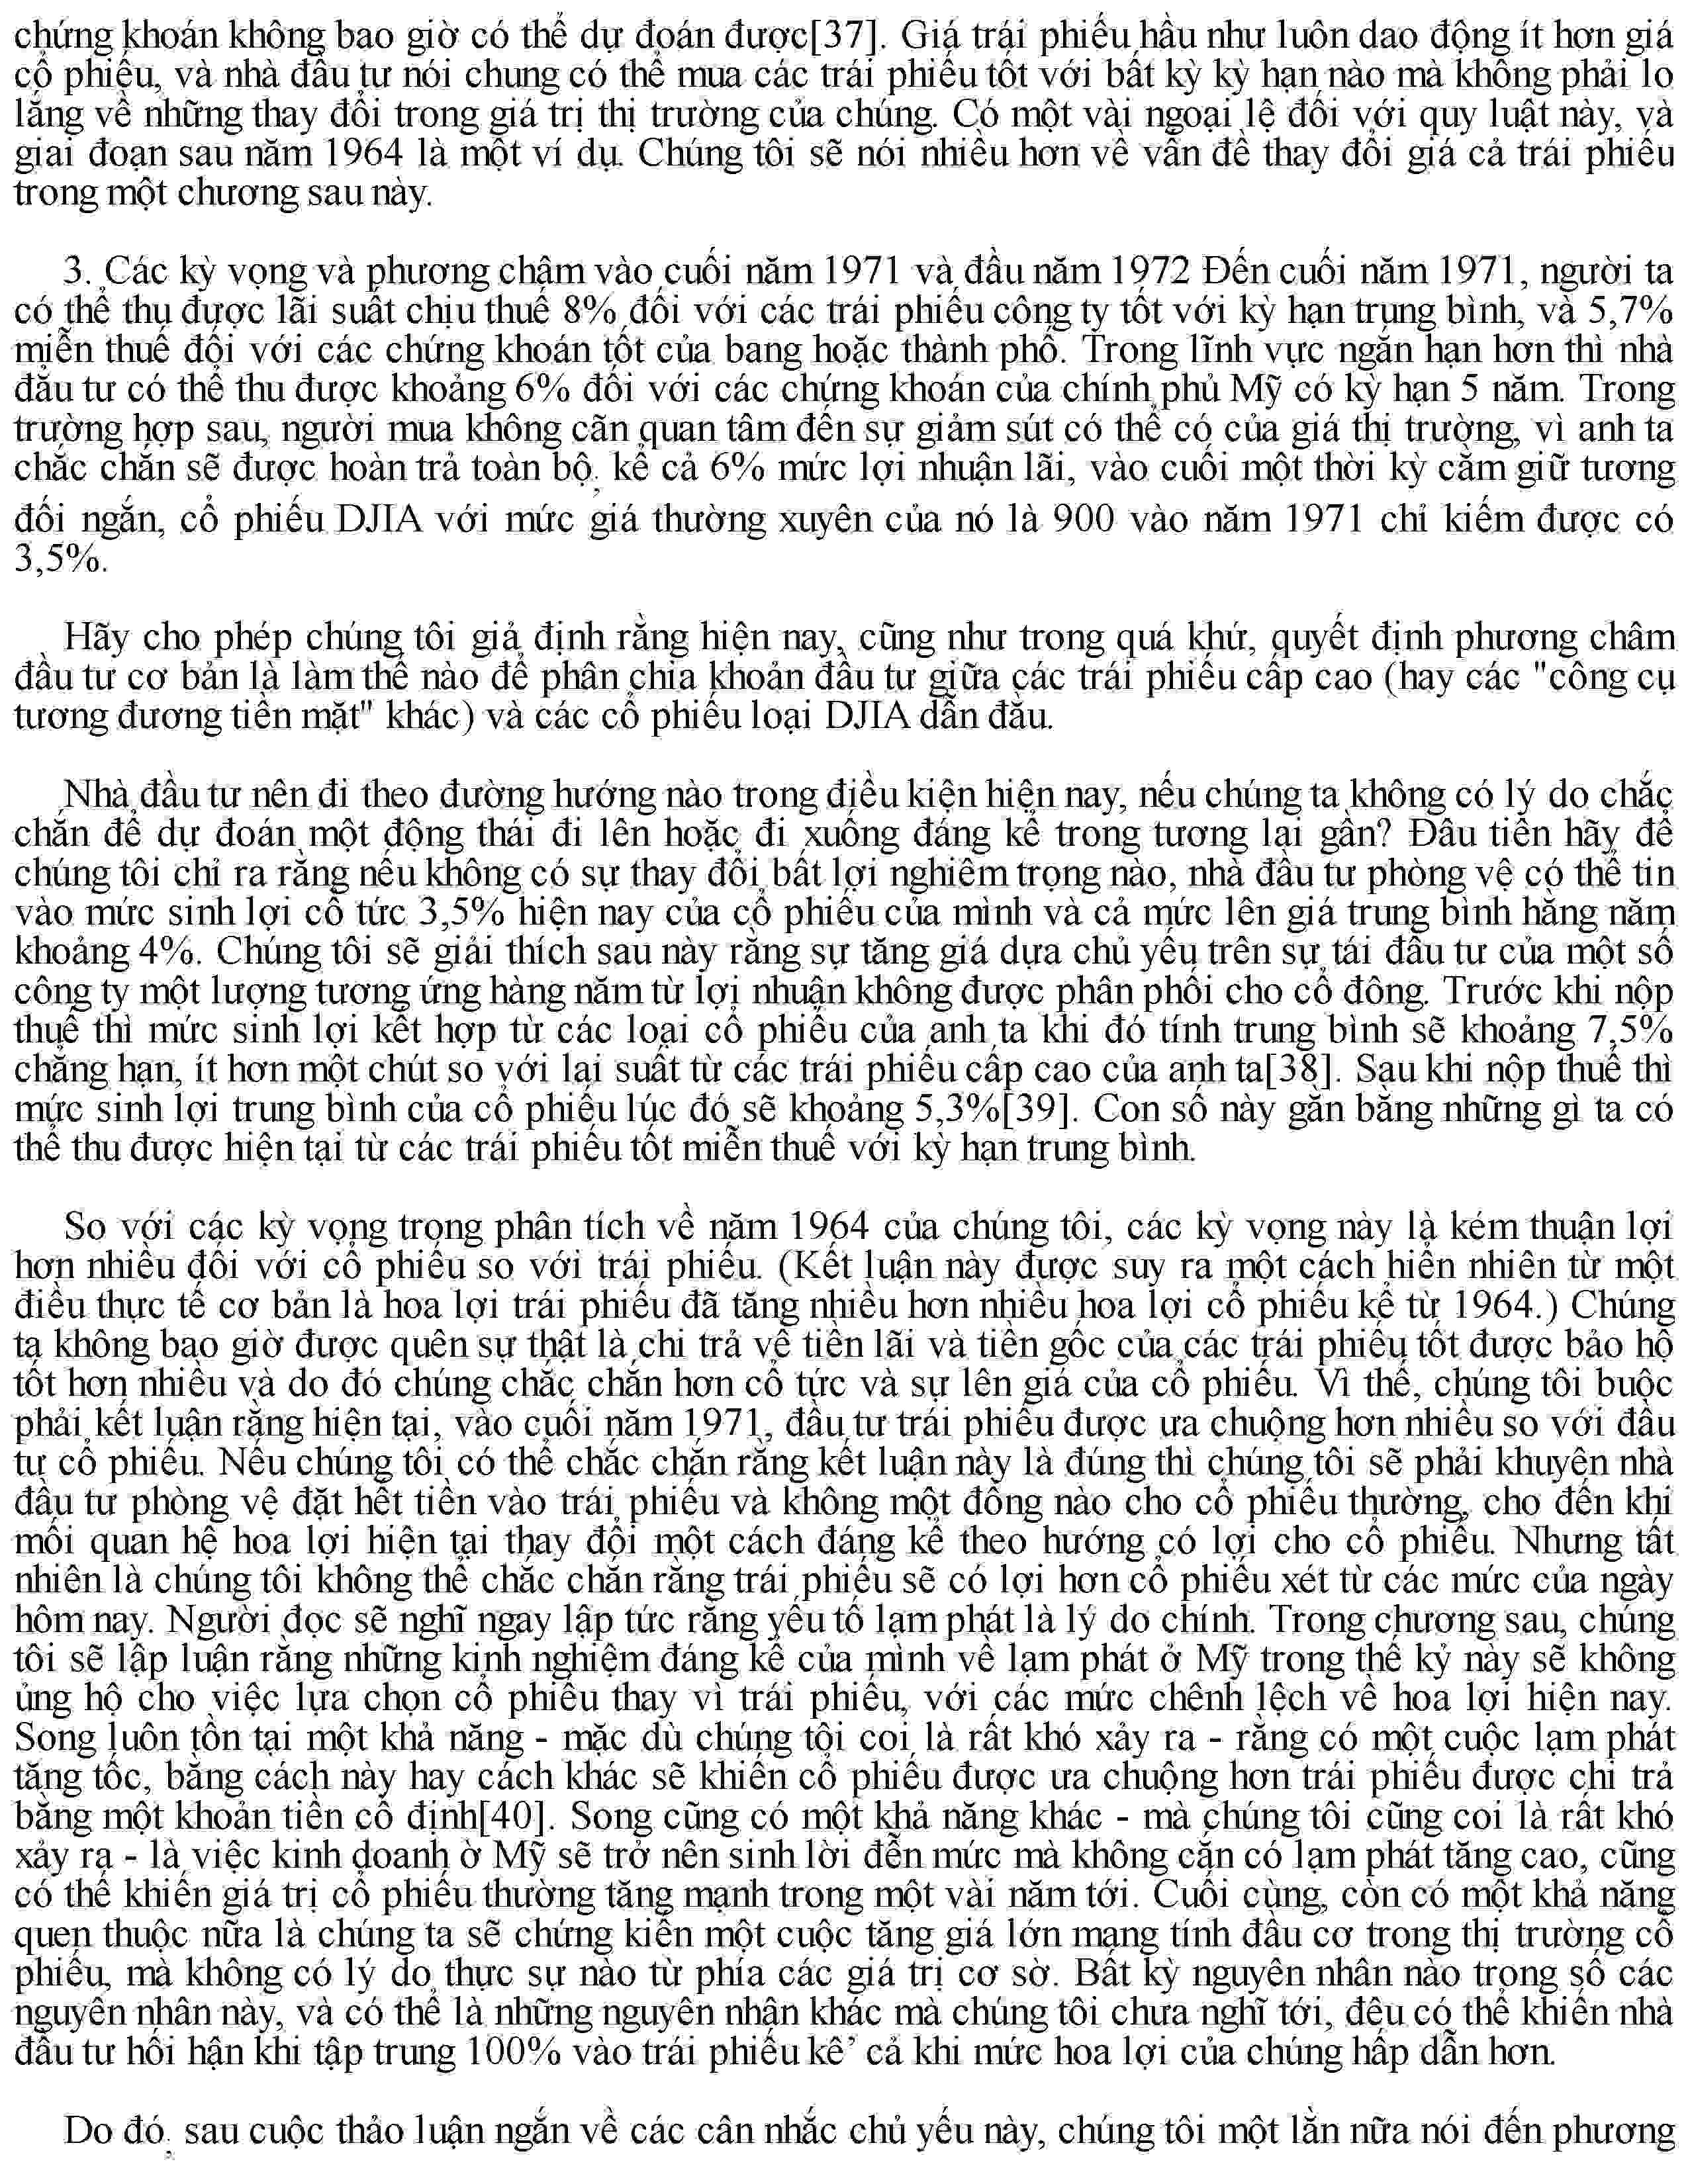 chứng khoán không bao giờ có thể dự đoán được[37]. Giá trái phiếu hầu như luôn dao động ít hơn giá
cổ phiếu, và nhà đầu tư nói chung có thể mua các trái phiếu tốt với bất kỳ kỳ hạn nào mà không phải lo
lắng về những thay đổi trong giá trị thị trường của chúng. Có một vài ngoại lệ đối với quy luật này, và
giai đoạn sau năm 1964 là một ví dụ. Chúng tôi sẽ nói nhiều hơn về vấn đề thay đổi giá cả trái phiếu
trong một chương sau này.
3. Các kỳ vọng và phương châm vào cuối năm 1971 và đầu năm 1972 Đến cuối năm 1971, người ta
có thể thu được lãi suất chịu thuế 8% đối với các trái phiếu công ty tốt với kỳ hạn trung bình, và 5,7%
miễn thuế đối với các chứng khoán tốt của bang hoặc thành phố. Trong lĩnh vực ngắn hạn hơn thì nhà
đầu tư có thể thu được khoảng 6% đối với các chứng khoán của chính phủ Mỹ có kỳ hạn 5 năm. Trong
trường hợp sau, người mua không cần quan tâm đến sự giảm sút có thể có của giá thị trường, vì anh ta
chắc chắn sẽ được hoàn trả toàn bộ, kể cả 6% mức lợi nhuận lãi, vào cuối một thời kỳ cầm giữ tương
đối ngắn, cổ phiếu DJIA với mức giá thường xuyên của nó là 900 vào năm 1971 chỉ kiếm được có
3,5%.
Hãy cho phép chúng tôi giả định rằng hiện nay, cũng như trong quá khứ, quyết định phương châm
đầu tư cơ bản là làm thế nào để phân chia khoản đầu tư giữa các trái phiếu cấp cao (hay các "công cụ
tương đương tiền mặt" khác) và các cổ phiếu loại DJIA dẫn đầu.
Nhà đầu tư nên đi theo đường hướng nào trong điều kiện hiện nay, nếu chúng ta không có lý do chắc
chắn để dự đoán một động thái đi lên hoặc đi xuống đáng kể trong tương lai gần? Đầu tiên hãy để
chúng tôi chỉ ra rằng nếu không có sự thay đổi bất lợi nghiêm trọng nào, nhà đầu tư phòng vệ có thể tin
vào mức sinh lợi cổ tức 3,5% hiện nay của cổ phiếu của mình và cả mức lên giá trung bình hằng năm
khoảng 4%. Chúng tôi sẽ giải thích sau này rằng sự tăng giá dựa chủ yếu trên sự tái đầu tư của một số
công ty một lượng tương ứng hàng năm từ lợi nhuận không được phân phối cho cổ đông. Trước khi nộp
thuế thì mức sinh lợi kết hợp từ các loại cổ phiếu của anh ta khi đó tính trung bình sẽ khoảng 7,5%
chẳng hạn, ít hơn một chút so với lại suất từ các trái phiếu cấp cao của anh ta[38]. Sau khi nộp thuế thì
mức sinh lợi trung bình của cổ phiếu lúc đó sẽ khoảng 5,3%[39]. Con số này gần bằng những gì ta có
thể thu được hiện tại từ các trái phiếu tốt miễn thuế với kỳ hạn trung bình.
So với các kỳ vọng trong phân tích về năm 1964 của chúng tôi, các kỳ vọng này là kém thuận lợi
hơn nhiều đối với cổ phiếu so với trái phiếu. (Kết luận này được suy ra một cách hiển nhiên từ một
điều thực tế cơ bản là hoa lợi trái phiếu đã tăng nhiều hơn nhiều hoa lợi cổ phiếu kể từ 1964.) Chúng
ta không bao giờ được quên sự thật là chi trả về tiền lãi và tiền gốc của các trái phiếu tốt được bảo hộ
tốt hơn nhiều và do đó chúng chắc chắn hơn cổ tức và sự lên giá của cổ phiếu. Vì thế, chúng tôi buộc
phải kết luận rằng hiện tại, vào cuối năm 1971, đầu tư trái phiếu được ưa chuộng hơn nhiều so với đầu
tư cổ phiếu. Nếu chúng tôi có thể chắc chắn rằng kết luận này là đúng thì chúng tôi sẽ phải khuyên nhà
đầu tư phòng vệ đặt hết tiền vào trái phiếu và không một đồng nào cho cổ phiếu thường, cho đến khi
mối quan hệ hoa lợi hiện tại thay đổi một cách đáng kể theo hướng có lợi cho cổ phiếu. Nhưng tất
nhiên là chúng tôi không thể chắc chắn rằng trái phiếu sẽ có lợi hơn cổ phiếu xét từ các mức của ngày
hôm nay. Người đọc sẽ nghĩ ngay lập tức rằng yếu tố lạm phát là lý do chính. Trong chương sau, chúng
tôi sẽ lập luận rằng những kinh nghiệm đáng kể của mình về lạm phát ở Mỹ trong thế kỷ này sẽ không
ủng hộ cho việc lựa chọn cổ phiếu thay vì trái phiếu, với các mức chênh lệch về hoa lợi hiện nay.
Song luôn tồn tại một khả năng - mặc dù chúng tôi coi là rất khó xảy ra - rằng có một cuộc lạm phát
tăng tốc, bằng cách này hay cách khác sẽ khiến cổ phiếu được ưa chuộng hơn trái phiếu được chi trả
bằng một khoản tiền cố định[40]. Song cũng có một khả năng khác - mà chúng tôi cũng coi là rất khó
xảy ra - là việc kinh doanh ở Mỹ sẽ trở nên sinh lời đến mức mà không cần có lạm phát tăng cao, cũng
có thể khiến giá trị cổ phiếu thường tăng mạnh trong một vài năm tới. Cuối cùng, còn có một khả năng
quen thuộc nữa là chúng ta sẽ chứng kiến một cuộc tăng giá lớn mang tính đầu cơ trong thị trường cổ
phiếu, mà không có lý do thực sự nào từ phía các giá trị cơ sờ. Bất kỳ nguyên nhân nào trong số các
nguyên nhân này, và có thể là những nguyên nhân khác mà chúng tôi chưa nghĩ tới, đều có thể khiến nhà
đầu tư hối hận khi tập trung 100% vào trái phiếu kê’ cả khi mức hoa lợi của chúng hấp dẫn hơn.
Do đó, sau cuộc thảo luận ngắn về các cân nhắc chủ yếu này, chúng tôi một lần nữa nói đến phương